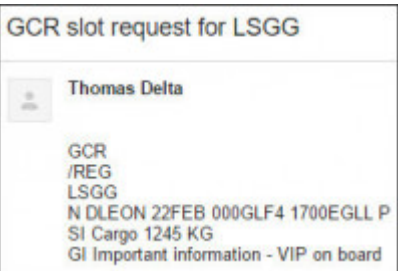 GCR slot request for LSGG
Thomas Delta
GCR
/REG
LSGG
N DLEON 22FEB 000GLF4 1700EGLL P
SI Cargo 1245 KG
GI Important information - VIP on board